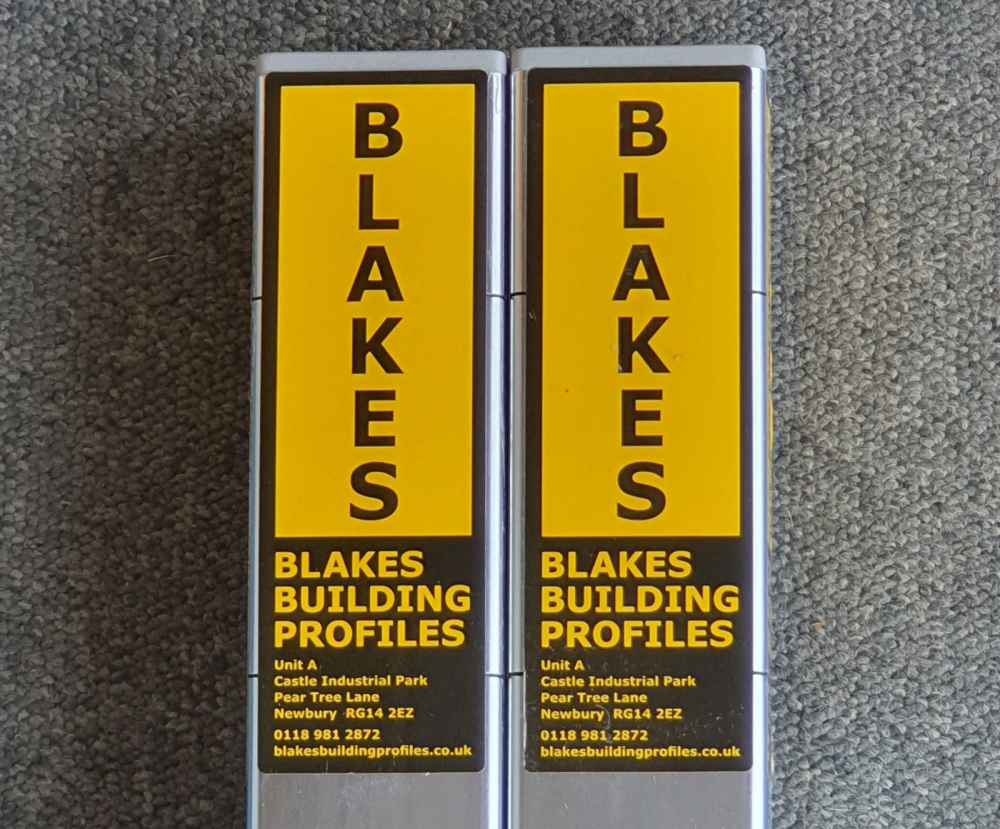 BLAKES
BLAKES
BUILDING
PROFILES
Unit A
Castle Industrial Park
Pear Tree Lane
Newbury RG14 2EZ
0118 981 2872
blakesbuildingprofiles.co.uk
BLAKES
BLAKES
BUILDING
PROFILES
Unit A
Castle Industrial Park
Pear Tree Lane
Newbury RG14 2EZ
0118 981 2872
blakesbuildingprofiles.co.uk